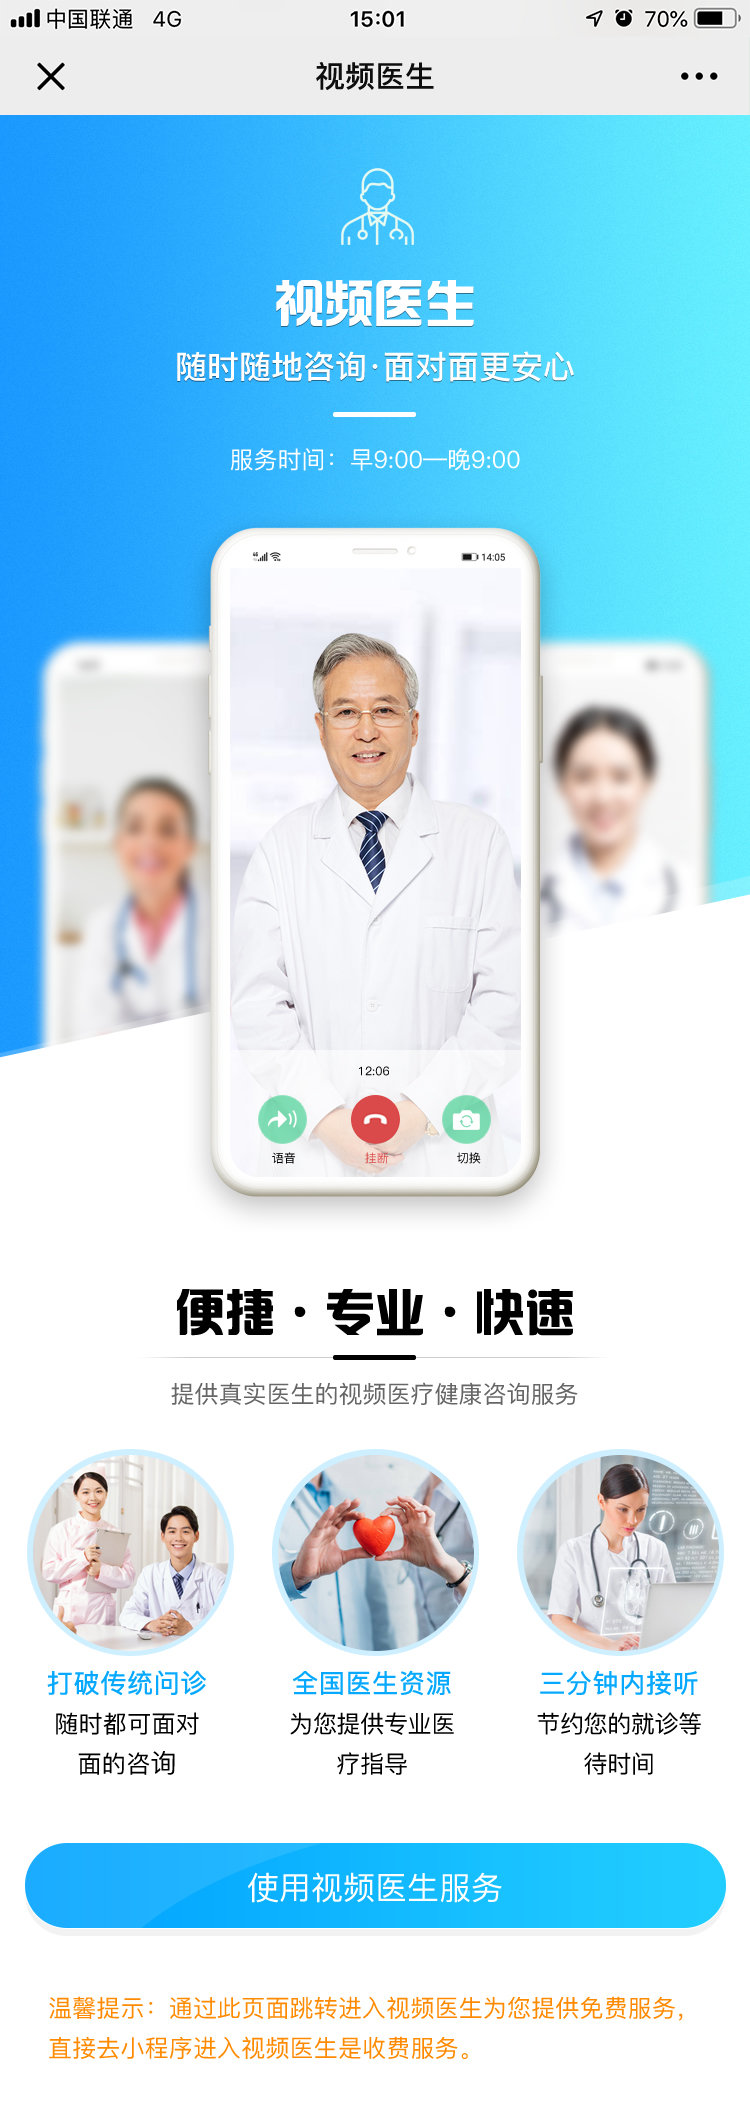 中国联通 4G 15:01 70%
视频医生
视频医生
随时随地咨询·面对面更安心
服务时间：早9:00—晚9:00
14:05
12:06
语音 挂断 切换
便捷·专业·快速
提供真实医生的视频医疗健康咨询服务
打破传统问诊 全国医生资源 三分钟内接听
随时都可面对 为您提供专业医 节约您的就诊等
面的咨询 疗指导 待时间
使用视频医生服务
温馨提示：通过此页面跳转进入视频医生为您提供免费服务，
直接去小程序进入视频医生是收费服务。